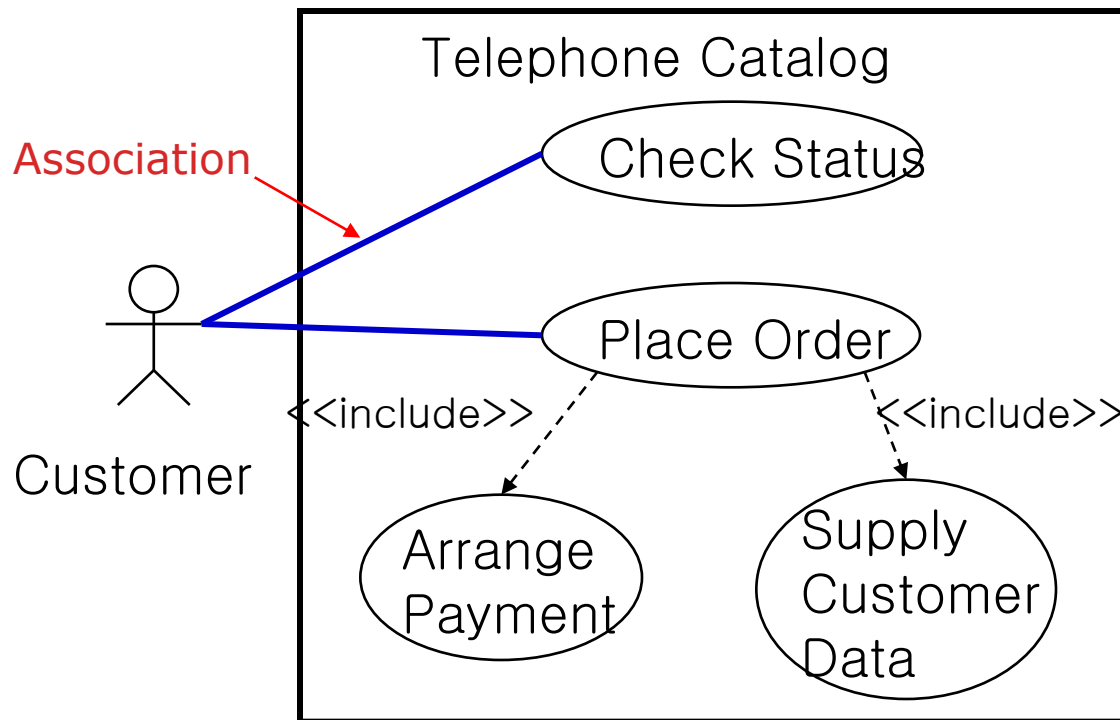 Telephone Catalog
Association
Check Status
Place Order
<<include>>
<<include>>
Customer
Arrange
Payment
Supply
Customer
Data